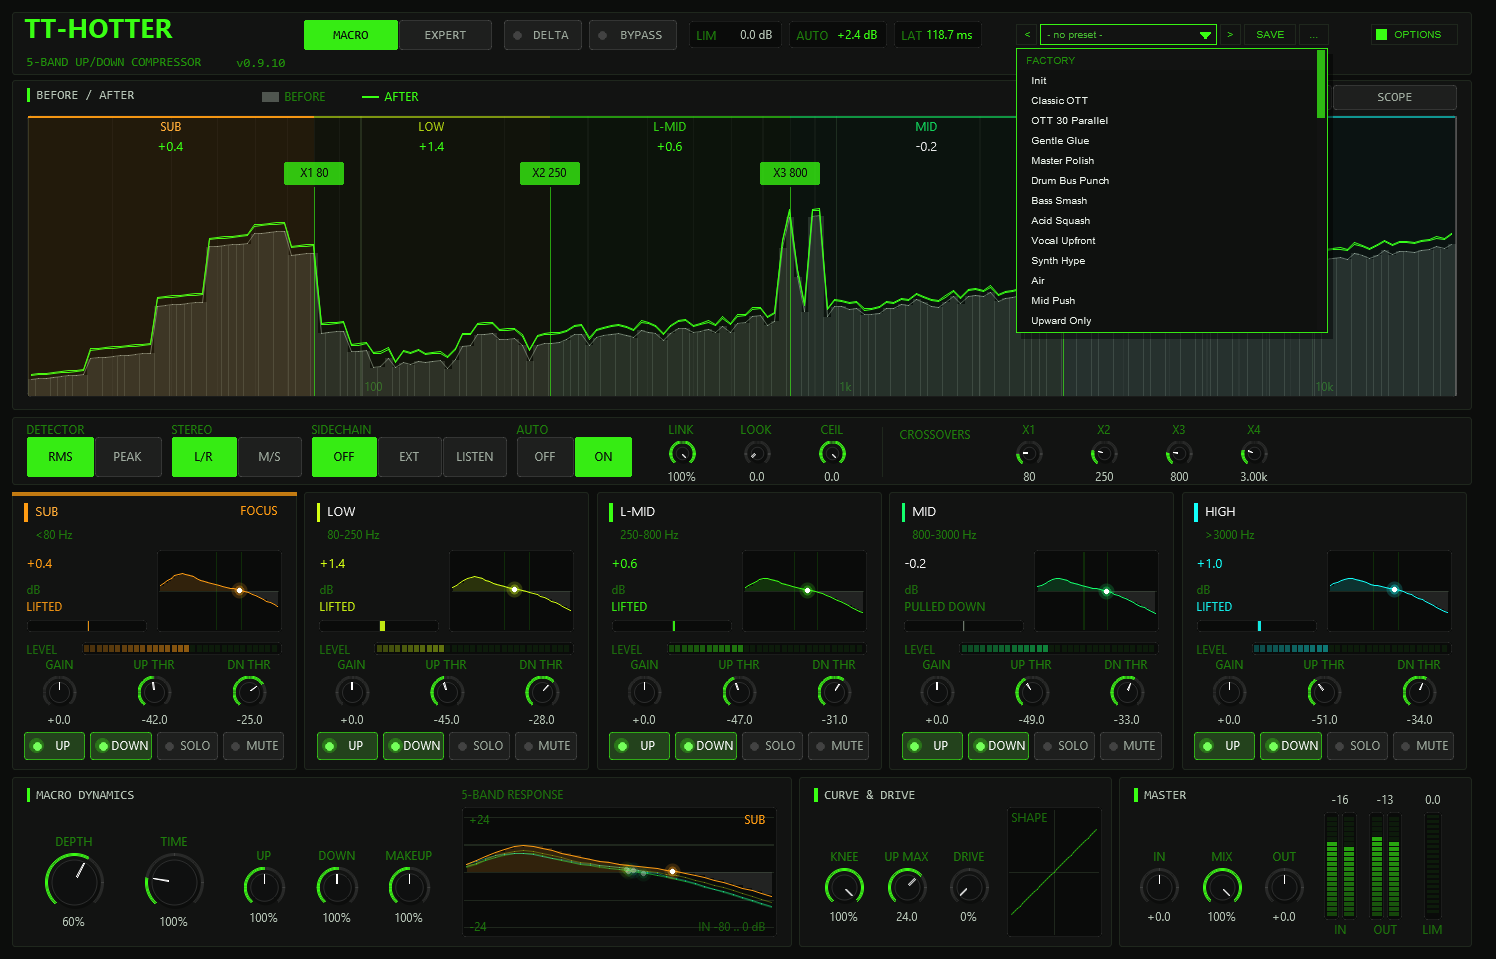 TT-HOTTER
5-BAND UP/DOWN COMPRESSOR v0.9.10
MACRO EXPERT DELTA BYPASS LIM 0.0 dB AUTO +2.4 dB LAT 118.7 ms < - no preset - > SAVE ... OPTIONS
FACTORY
Init
Classic OTT
OTT 30 Parallel
Gentle Glue
Master Polish
Drum Bus Punch
Bass Smash
Acid Squash
Vocal Upfront
Synth Hype
Air
Mid Push
Upward Only
BEFORE / AFTER BEFORE AFTER SCOPE
SUB LOW L-MID MID
+0.4 +1.4 +0.6 -0.2
X1 80 X2 250 X3 800
100 1k 10k
DETECTOR STEREO SIDECHAIN AUTO LINK LOOK CEIL CROSSOVERS X1 X2 X3 X4
RMS PEAK L/R M/S OFF EXT LISTEN OFF ON
100% 0.0 0.0 80 250 800 3.00k
SUB FOCUS
<80 Hz
+0.4
dB
LIFTED
LEVEL
GAIN UP THR DN THR
+0.0 -42.0 -25.0
UP DOWN SOLO MUTE
LOW
80-250 Hz
+1.4
dB
LIFTED
LEVEL
GAIN UP THR DN THR
+0.0 -45.0 -28.0
UP DOWN SOLO MUTE
L-MID
250-800 Hz
+0.6
dB
LIFTED
LEVEL
GAIN UP THR DN THR
+0.0 -47.0 -31.0
UP DOWN SOLO MUTE
MID
800-3000 Hz
-0.2
dB
PULLED DOWN
LEVEL
GAIN UP THR DN THR
+0.0 -49.0 -33.0
UP DOWN SOLO MUTE
HIGH
>3000 Hz
+1.0
dB
LIFTED
LEVEL
GAIN UP THR DN THR
+0.0 -51.0 -34.0
UP DOWN SOLO MUTE
MACRO DYNAMICS
DEPTH TIME UP DOWN MAKEUP
60% 100% 100% 100% 100%
5-BAND RESPONSE
+24 SUB
-24 IN -80 .. 0 dB
CURVE & DRIVE
SHAPE
KNEE UP MAX DRIVE
100% 24.0 0%
MASTER
-16 -13 0.0
IN MIX OUT
+0.0 100% +0.0
IN OUT LIM